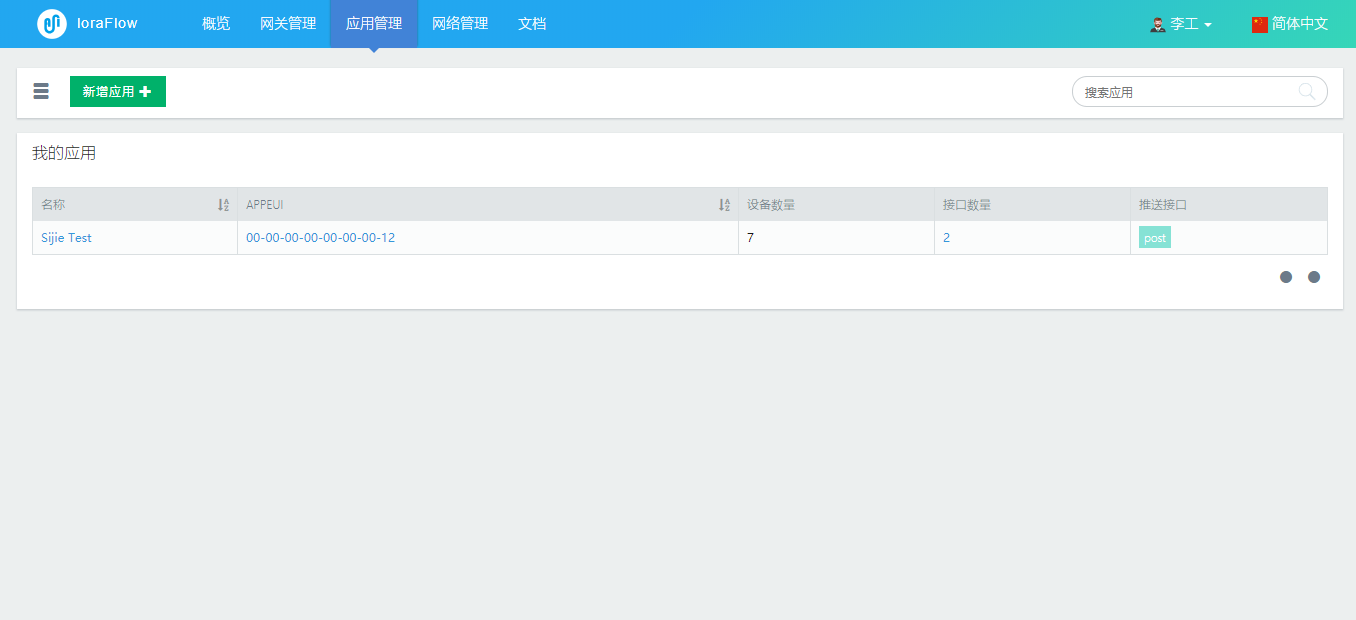 loraFlow 概览 网关管理 应用管理 网络管理 文档 李工 简体中文
新增应用 搜索应用
我的应用
名称 APPEUI 设备数量 接口数量 推送接口
Sijie Test 00-00-00-00-00-00-00-12 7 2 post